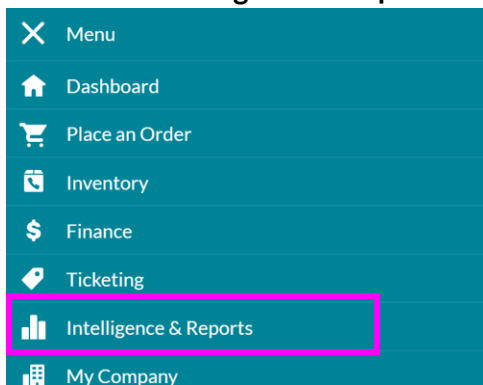 Menu
Dashboard
Place an Order
Inventory
Finance
Ticketing
Intelligence & Reports
My Company